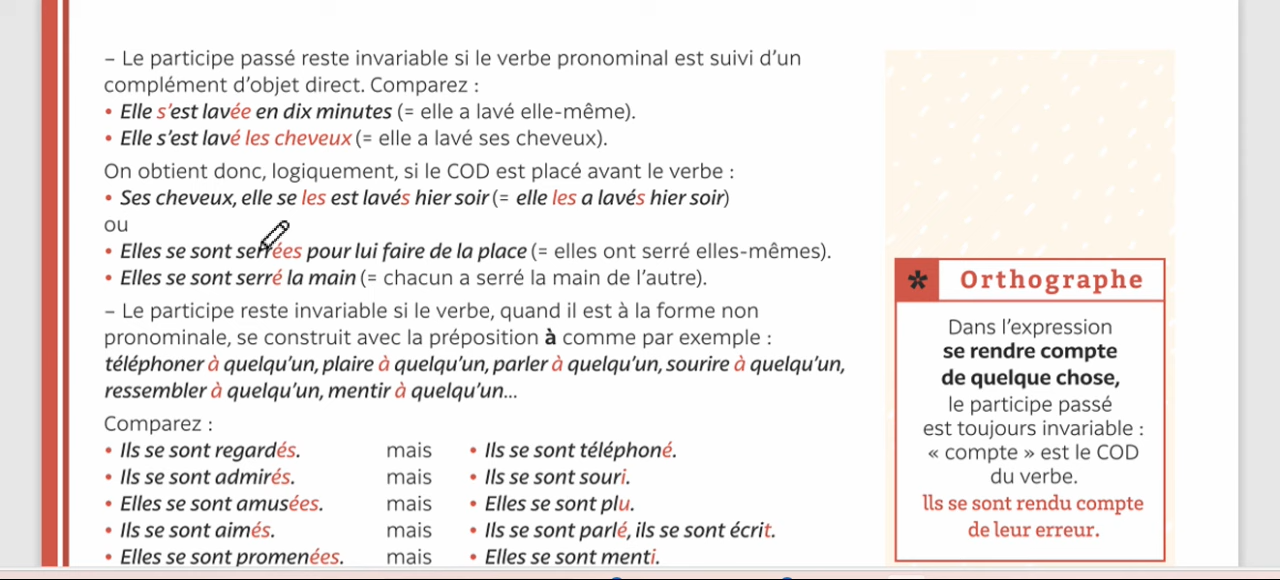 – Le participe passé reste invariable si le verbe pronominal est suivi d’un
complément d’objet direct. Comparez :
• Elle s’est lavée en dix minutes (= elle a lavé elle-même).
• Elle s’est lavé les cheveux (= elle a lavé ses cheveux).
On obtient donc, logiquement, si le COD est placé avant le verbe :
• Ses cheveux, elle se les est lavés hier soir (= elle les a lavés hier soir)
ou
• Elles se sont serrées pour lui faire de la place (= elles ont serré elles-mêmes).
• Elles se sont serré la main (= chacun a serré la main de l’autre).
– Le participe reste invariable si le verbe, quand il est à la forme non
pronominale, se construit avec la préposition à comme par exemple :
téléphoner à quelqu’un, plaire à quelqu’un, parler à quelqu’un, sourire à quelqu’un,
ressembler à quelqu’un, mentir à quelqu’un...
Comparez :
• Ils se sont regardés. mais • Ils se sont téléphoné.
• Ils se sont admirés. mais • Ils se sont souri.
• Elles se sont amusées. mais • Elles se sont plu.
• Ils se sont aimés. mais • Ils se sont parlé, ils se sont écrit.
• Elles se sont promenées. mais • Elles se sont menti.
* Orthographe
Dans l’expression
se rendre compte
de quelque chose,
le participe passé
est toujours invariable :
« compte » est le COD
du verbe.
Ils se sont rendu compte
de leur erreur.